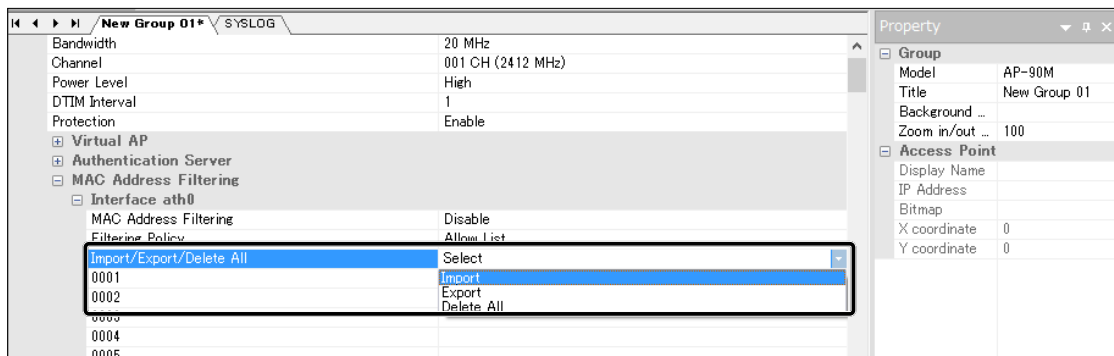 New Group 01* SYSLOG
Bandwidth 20 MHz
Channel 001 CH (2412 MHz)
Power Level High
DTIM Interval 1
Protection Enable
Virtual AP
Authentication Server
MAC Address Filtering
Interface ath0
MAC Address Filtering Disable
Filtering Policy Allow List
Import/Export/Delete All Select
0001 Import
0002 Export
Delete All
0003
0004
0005
Property
Group
Model AP-90M
Title New Group 01
Background ...
Zoom in/out ... 100
Access Point
Display Name
IP Address
Bitmap
X coordinate 0
Y coordinate 0